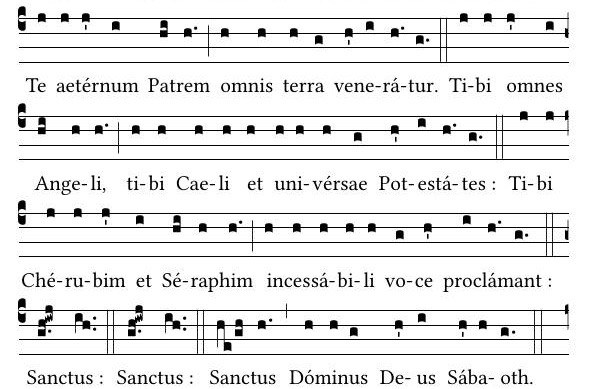 Te aetérnum Patrem omnis terra vene-rá-tur. Ti-bi omnes
Ange-li, ti-bi Cae-li et uni-vérsae Pot-está-tes : Ti-bi
Ché-ru-bim et Sé-raphim incessá-bi-li vo-ce proclámant :
Sanctus : Sanctus : Sanctus Dóminus De-us Sába-oth.